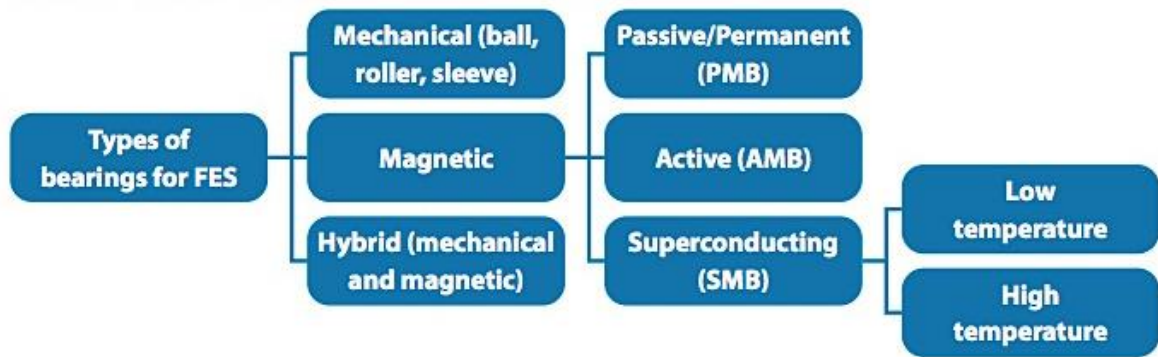 Types of
bearings for FES
Mechanical (ball,
roller, sleeve)
Magnetic
Hybrid (mechanical
and magnetic)
Passive/Permanent
(PMB)
Active (AMB)
Superconducting
(SMB)
Low
temperature
High
temperature